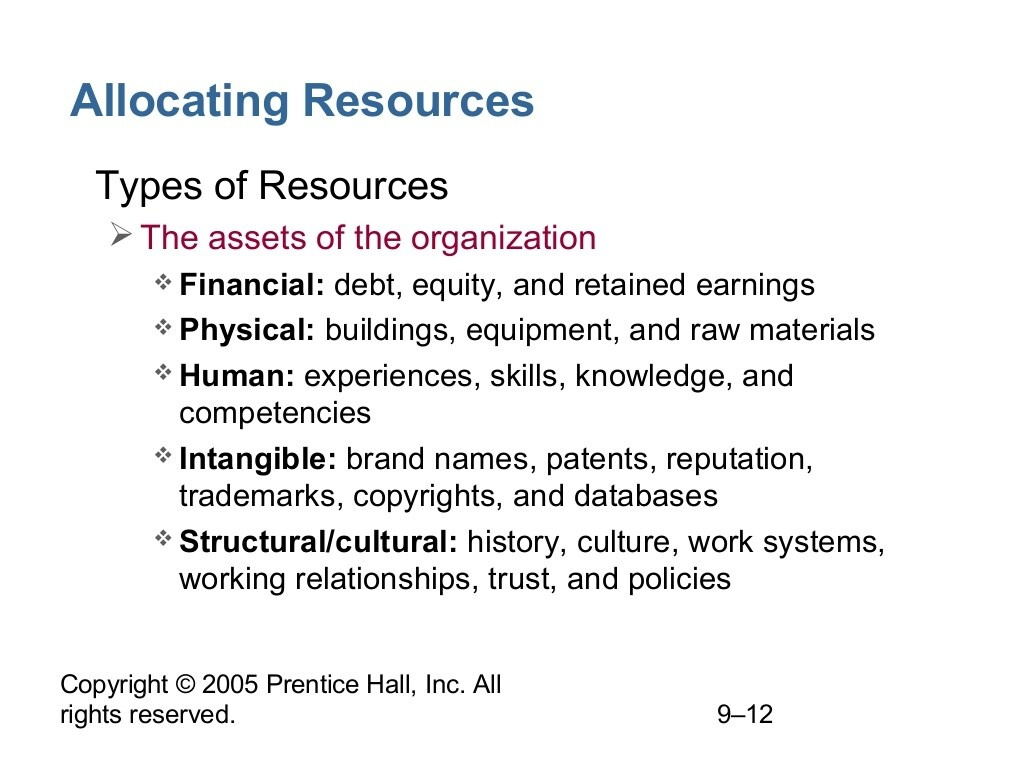 Allocating Resources
Types of Resources
The assets of the organization
Financial: debt, equity, and retained earnings
Physical: buildings, equipment, and raw materials
Human: experiences, skills, knowledge, and
competencies
Intangible: brand names, patents, reputation,
trademarks, copyrights, and databases
Structural/cultural: history, culture, work systems,
working relationships, trust, and policies
Copyright © 2005 Prentice Hall, Inc. All
rights reserved.
9–12